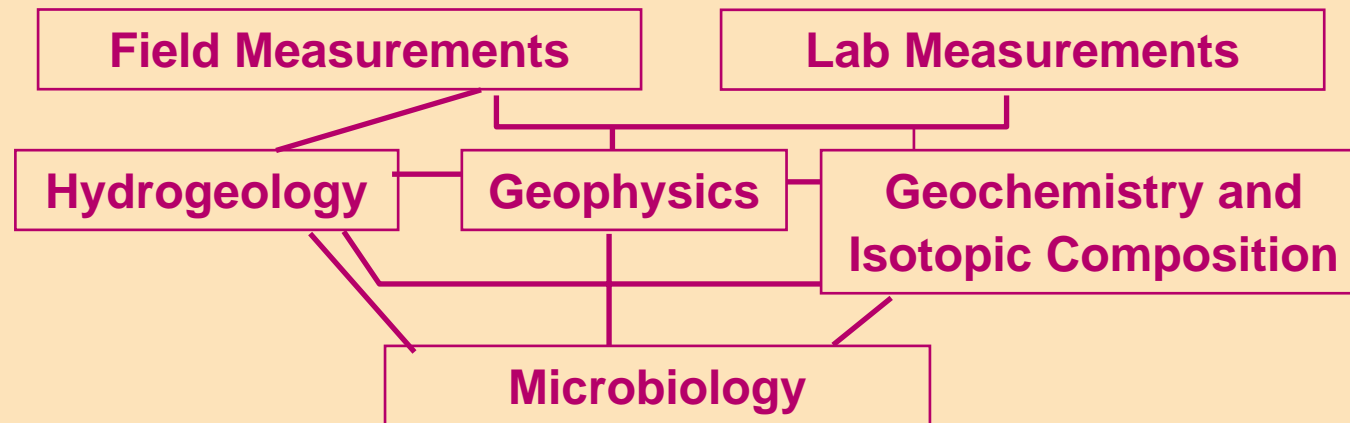 Field Measurements
Lab Measurements
Hydrogeology
Geophysics
Geochemistry and
Isotopic Composition
Microbiology